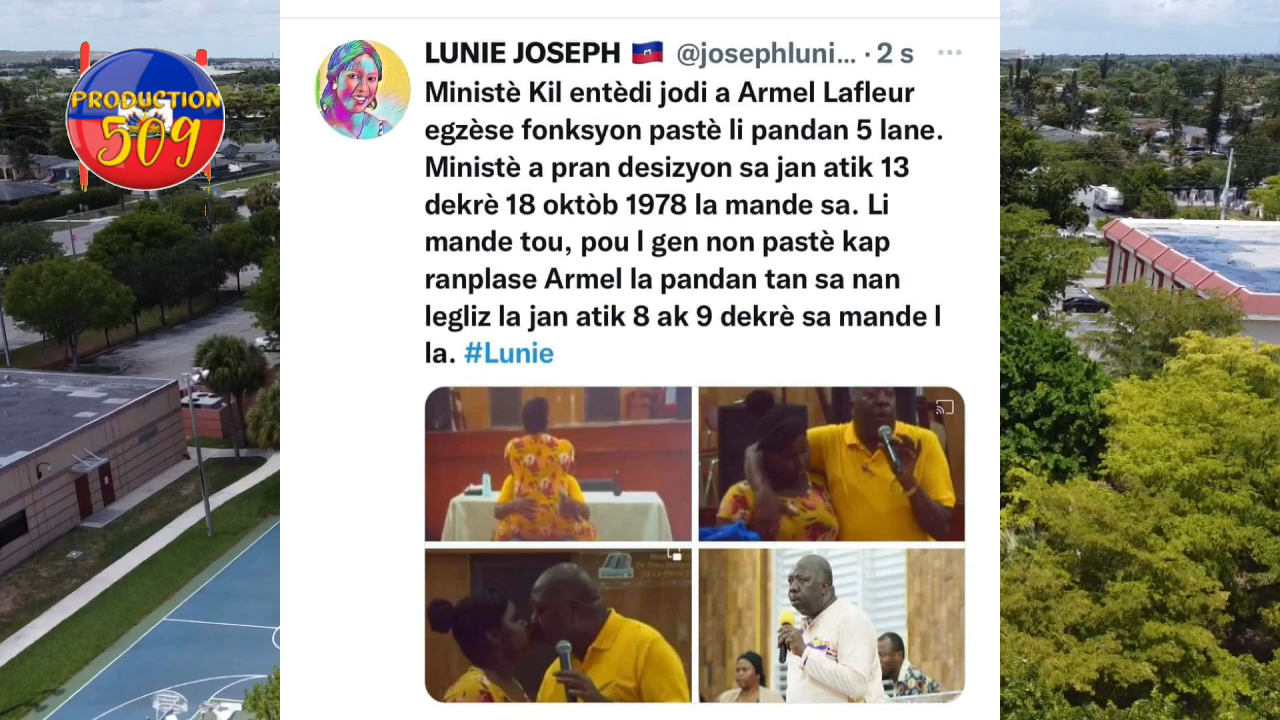 PRODUCTION
509
LUNIE JOSEPH 🇭🇹 @josephluni... · 2 s
Ministè Kil entèdi jodi a Armel Lafleur
egzèse fonksyon pastè li pandan 5 lane.
Ministè a pran desizyon sa jan atik 13
dekrè 18 oktòb 1978 la mande sa. Li
mande tou, pou l gen non pastè kap
ranplase Armel la pandan tan sa nan
legliz la jan atik 8 ak 9 dekrè sa mande l
la. #Lunie